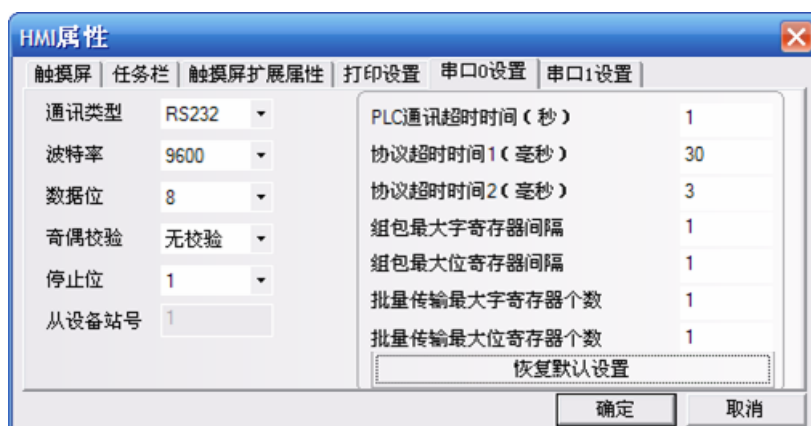 HMI属性
触摸屏 任务栏 触摸屏扩展属性 打印设置 串口0设置 串口1设置
通讯类型 RS232
波特率 9600
数据位 8
奇偶校验 无校验
停止位 1
从设备站号 1
PLC通讯超时时间(秒) 1
协议超时时间1(毫秒) 30
协议超时时间2(毫秒) 3
组包最大字寄存器间隔 1
组包最大位寄存器间隔 1
批量传输最大字寄存器个数 1
批量传输最大位寄存器个数 1
恢复默认设置
确定 取消